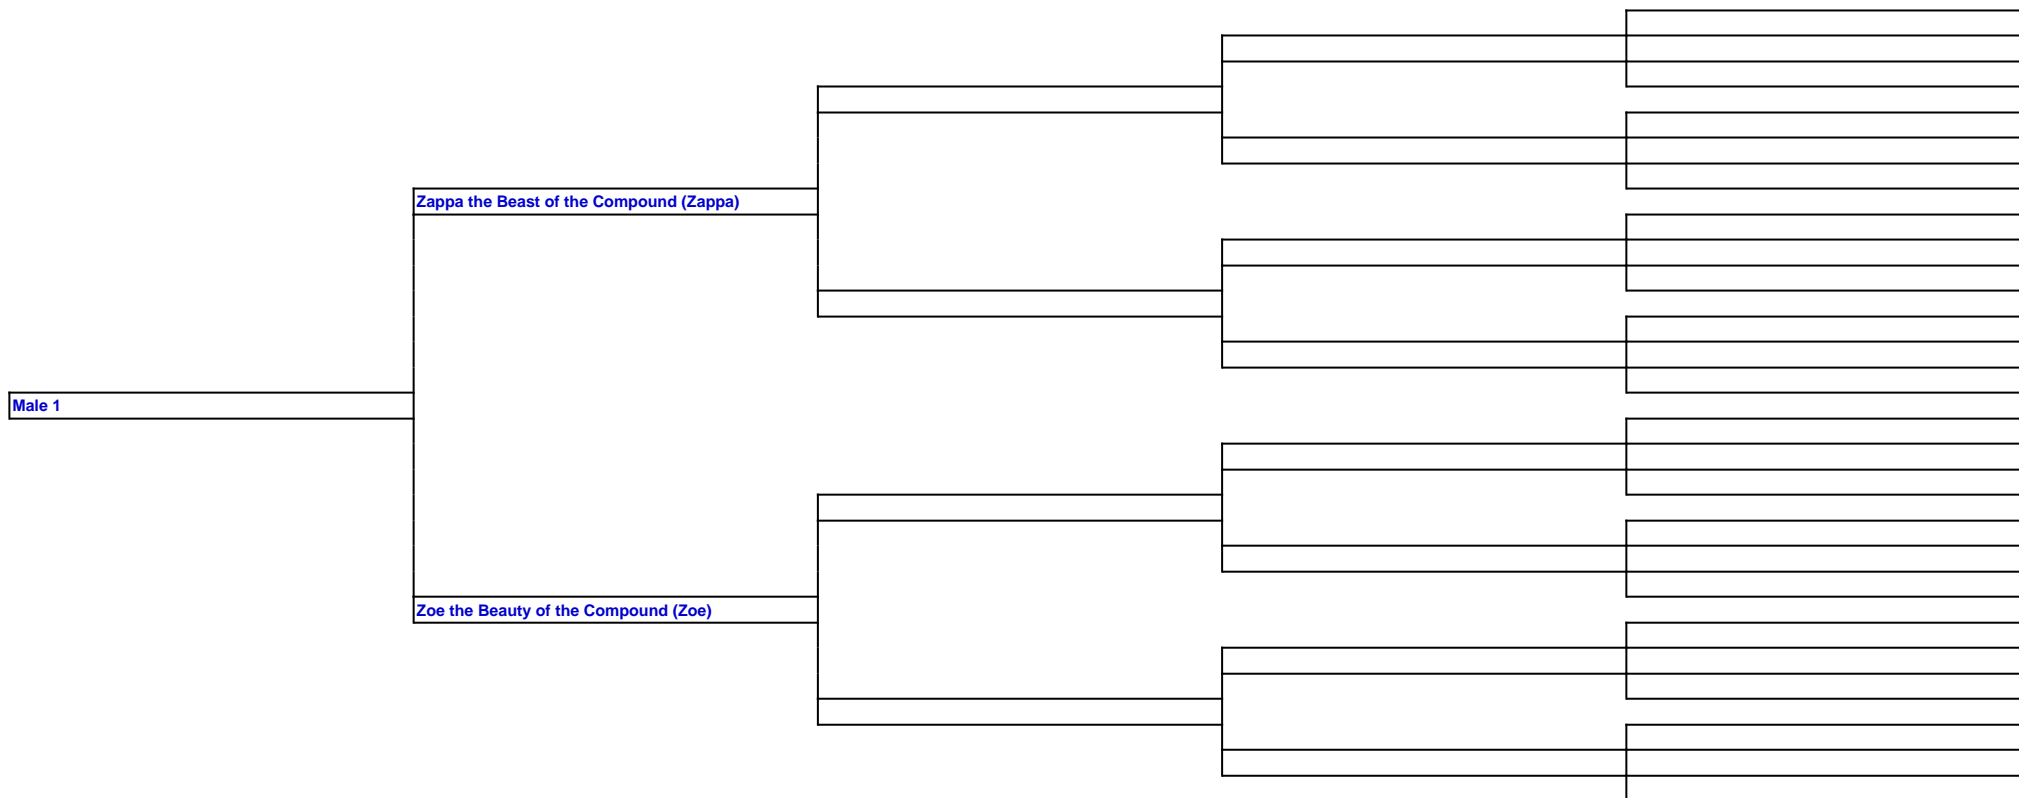 Zappa the Beast of the Compound (Zappa)
Male 1
Zoe the Beauty of the Compound (Zoe)